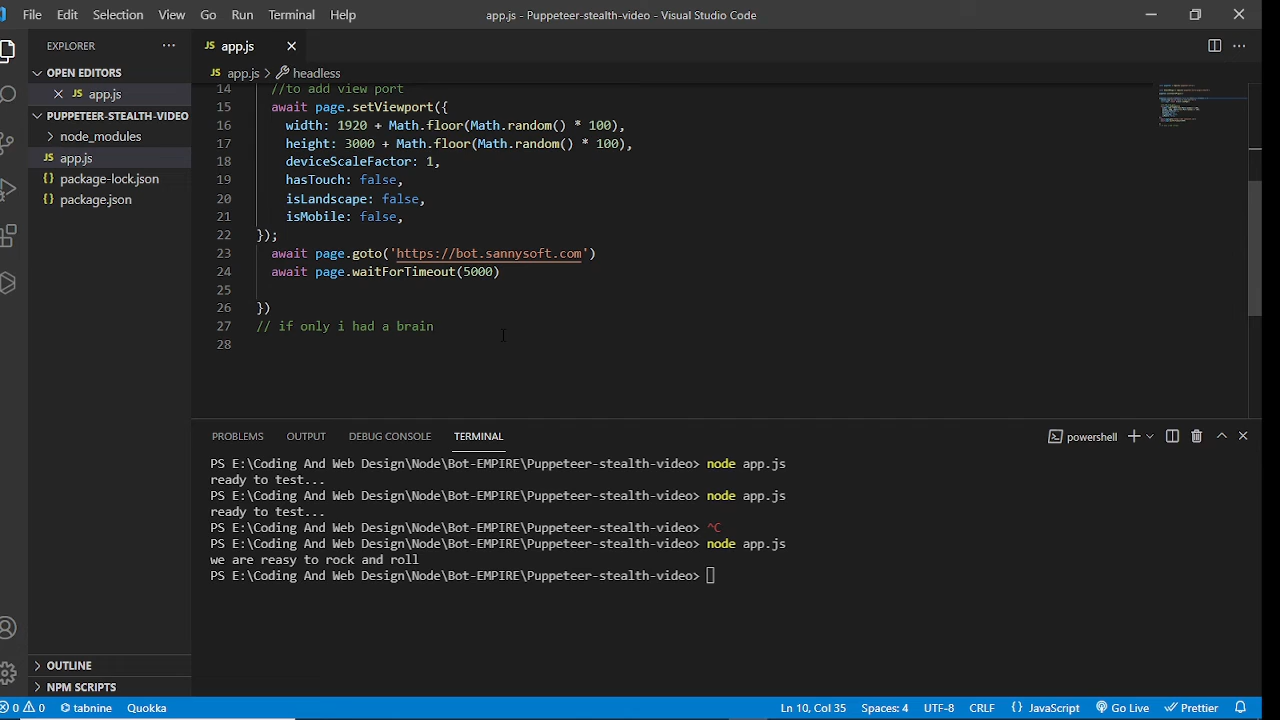 File Edit Selection View Go Run Terminal Help app.js - Puppeteer-stealth-video - Visual Studio Code
EXPLORER ...
JS app.js
app.js > headless
OPEN EDITORS
JS app.js
PUPPETEER-STEALTH-VIDEO
node_modules
JS app.js
{} package-lock.json
{} package.json
14 //to add view port
15 await page.setViewport({
16 width: 1920 + Math.floor(Math.random() * 100),
17 height: 3000 + Math.floor(Math.random() * 100),
18 deviceScaleFactor: 1,
19 hasTouch: false,
20 isLandscape: false,
21 isMobile: false,
22 });
23 await page.goto('https://bot.sannysoft.com')
24 await page.waitForTimeout(5000)
25
26 })
27 // if only i had a brain
28
PROBLEMS OUTPUT DEBUG CONSOLE TERMINAL powershell
PS E:\Coding And Web Design\Node\Bot-EMPIRE\Puppeteer-stealth-video> node app.js
ready to test...
PS E:\Coding And Web Design\Node\Bot-EMPIRE\Puppeteer-stealth-video> node app.js
ready to test...
PS E:\Coding And Web Design\Node\Bot-EMPIRE\Puppeteer-stealth-video> ^C
PS E:\Coding And Web Design\Node\Bot-EMPIRE\Puppeteer-stealth-video> node app.js
we are reasy to rock and roll
PS E:\Coding And Web Design\Node\Bot-EMPIRE\Puppeteer-stealth-video>
OUTLINE
NPM SCRIPTS
0 0 tabnine Quokka Ln 10, Col 35 Spaces: 4 UTF-8 CRLF {} JavaScript Go Live Prettier